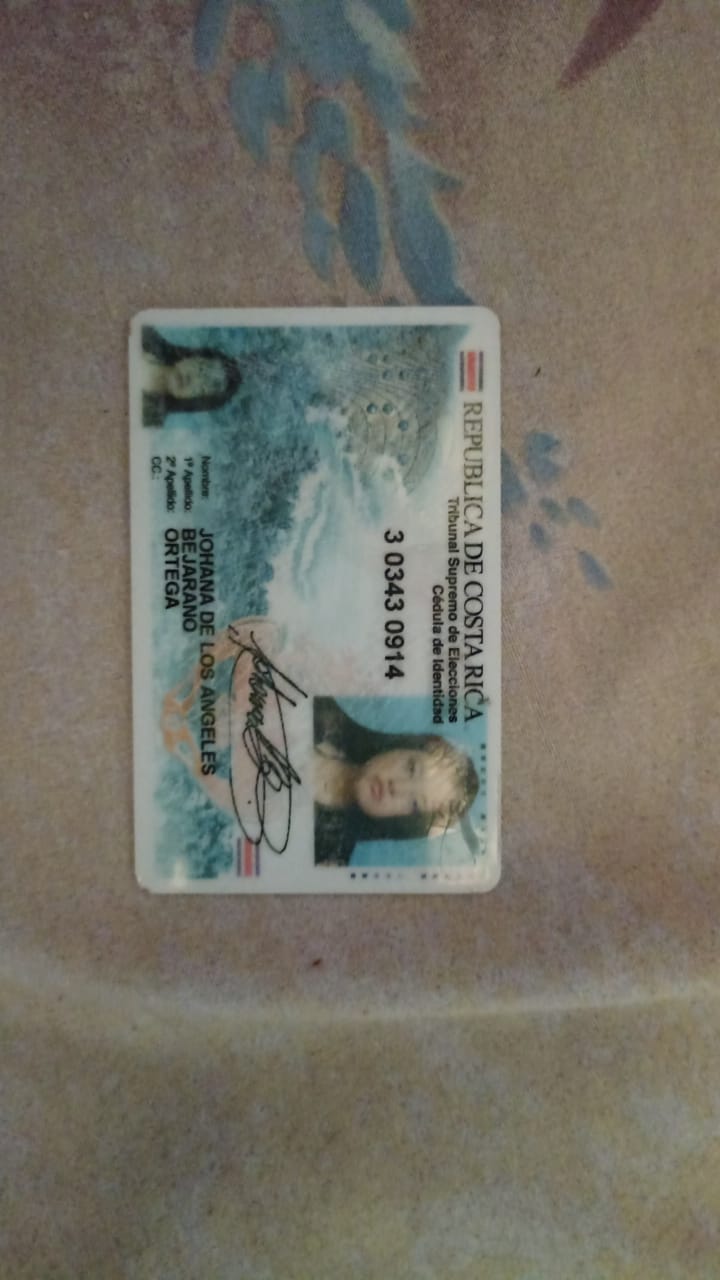 REPUBLICA DE COSTA RICA
Tribunal Supremo de Elecciones
Cédula de Identidad
3 0343 0914
Nombre: JOHANA DE LOS ANGELES
1º Apellido: BEJARANO
2º Apellido: ORTEGA
CC.: